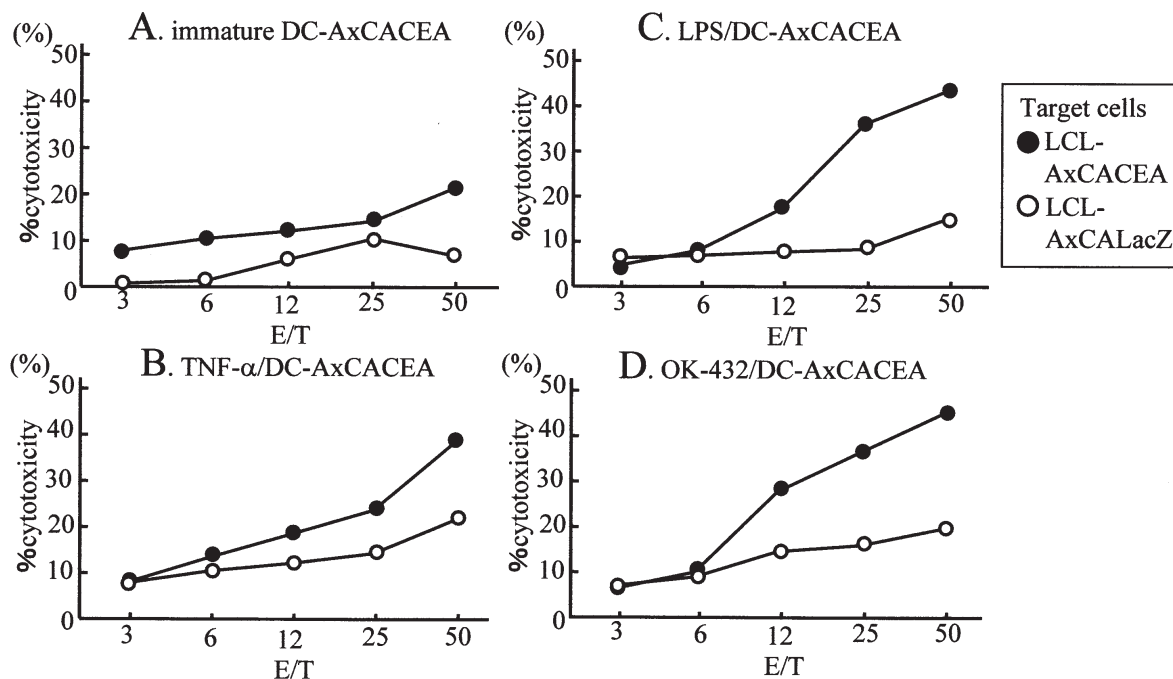 A. immature DC-AxCACEA
(%)
%cytotoxicity
50
40
30
20
10
0
3 6 12 25 50
E/T
C. LPS/DC-AxCACEA
(%)
%cytotoxicity
50
40
30
20
10
0
3 6 12 25 50
E/T
Target cells
LCL-
AxCACEA
LCL-
AxCALacZ
B. TNF-α/DC-AxCACEA
(%)
%cytotoxicity
50
40
30
20
10
0
3 6 12 25 50
E/T
D. OK-432/DC-AxCACEA
(%)
%cytotoxicity
50
40
30
20
10
0
3 6 12 25 50
E/T